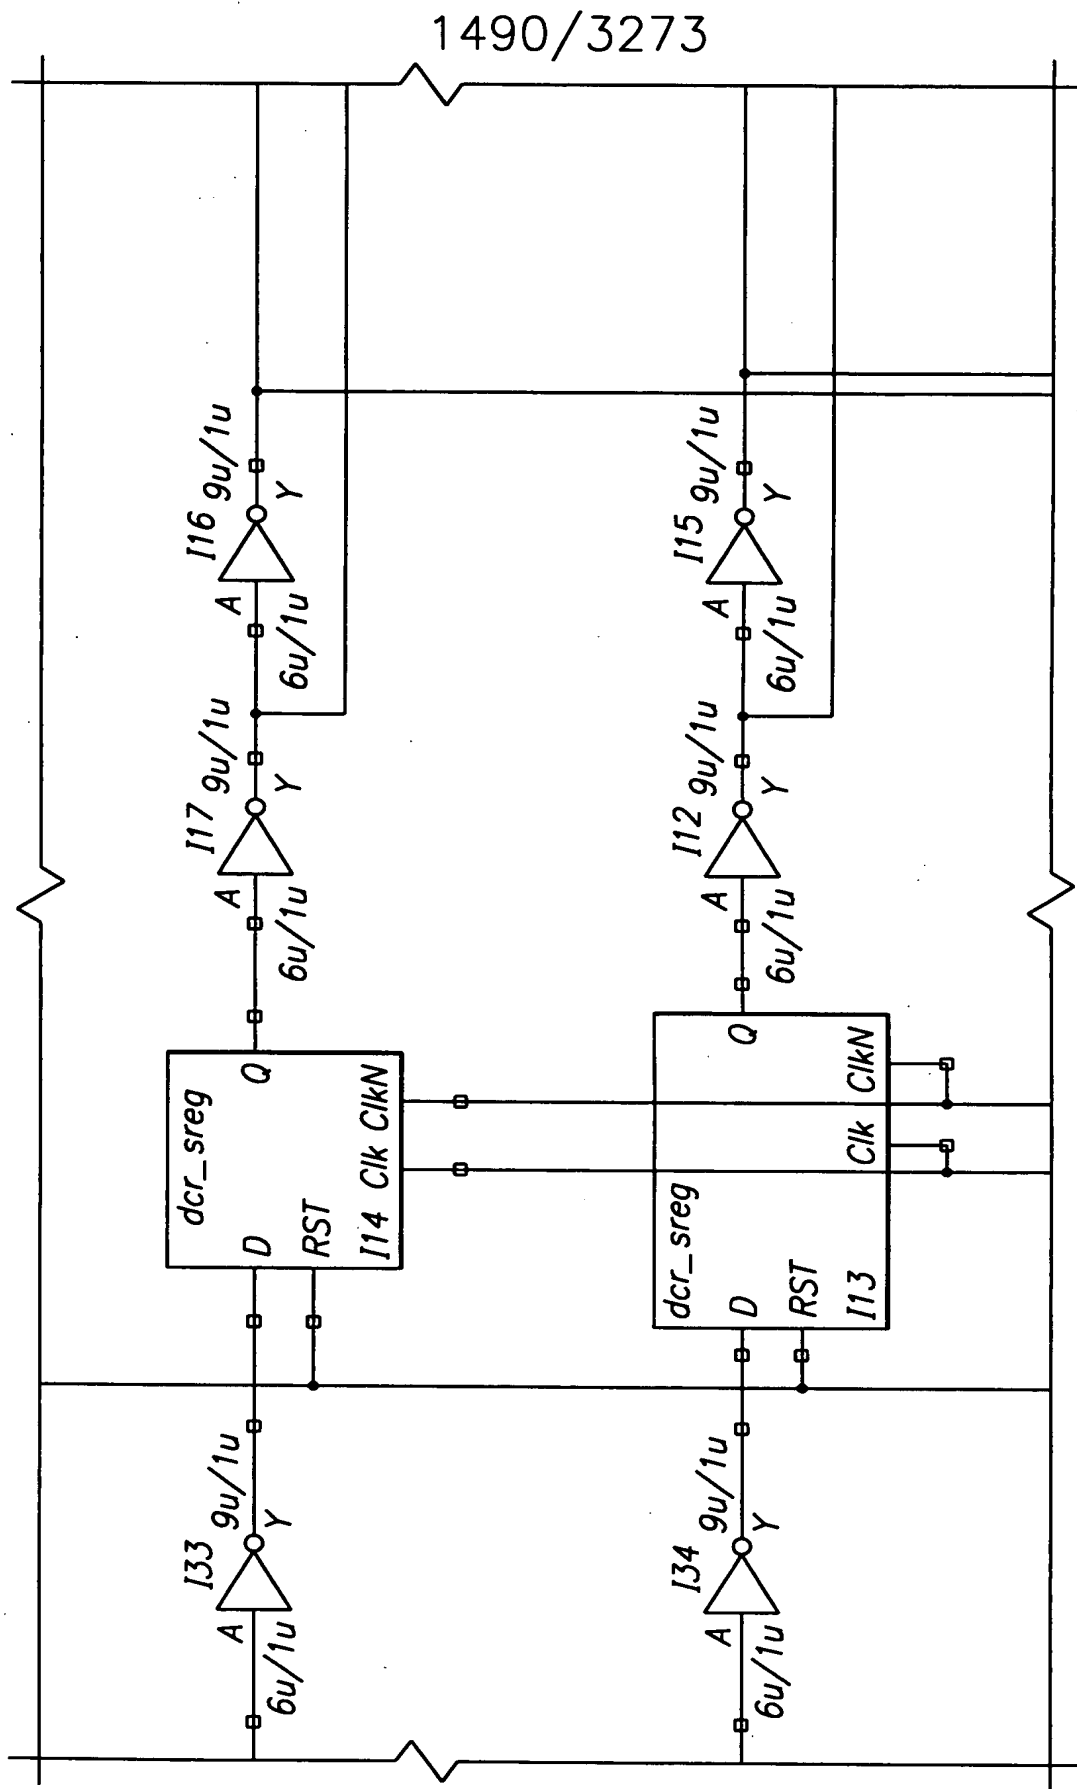 1490/3273
I16
9u/1u
A
Y
6u/1u
I15
9u/1u
A
Y
6u/1u
I17
9u/1u
A
Y
6u/1u
I12
9u/1u
A
Y
6u/1u
dcr_sreg
Q
D
RST
Clk
ClkN
I14
dcr_sreg
Q
D
RST
Clk
ClkN
I13
I33
9u/1u
A
Y
6u/1u
I34
9u/1u
A
Y
6u/1u